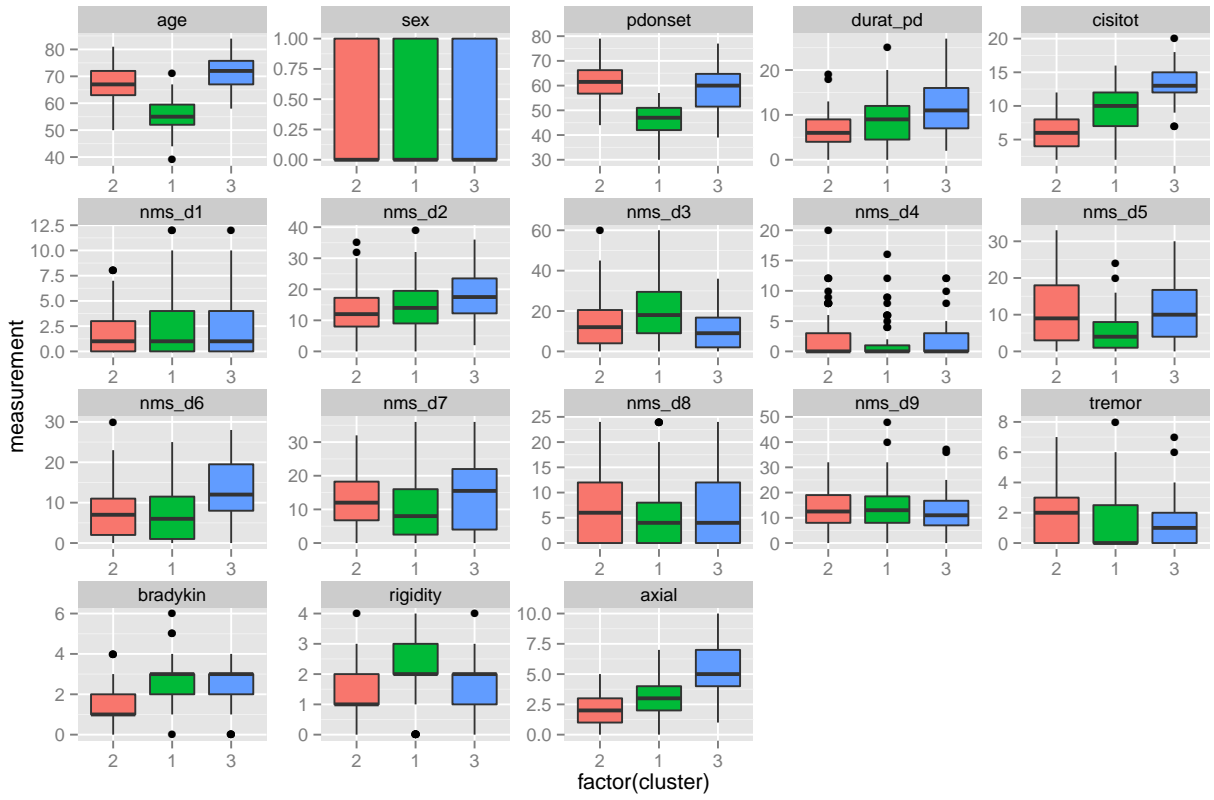 age sex pdonset durat_pd cisitot
80 70 60 50 40
1.00 0.75 0.50 0.25 0.00
80 70 60 50 40 30
20 10 0
20 15 10 5
2 1 3 2 1 3 2 1 3 2 1 3 2 1 3
nms_d1 nms_d2 nms_d3 nms_d4 nms_d5
12.5 10.0 7.5 5.0 2.5 0.0
40 30 20 10 0
60 40 20 0
20 15 10 5 0
30 20 10 0
2 1 3 2 1 3 2 1 3 2 1 3 2 1 3
measurement
nms_d6 nms_d7 nms_d8 nms_d9 tremor
30 20 10 0
30 20 10 0
25 20 15 10 5 0
50 40 30 20 10 0
8 6 4 2 0
2 1 3 2 1 3 2 1 3 2 1 3 2 1 3
bradykin rigidity axial
6 4 2 0
4 3 2 1 0
10.0 7.5 5.0 2.5 0.0
2 1 3 2 1 3 2 1 3
factor(cluster)